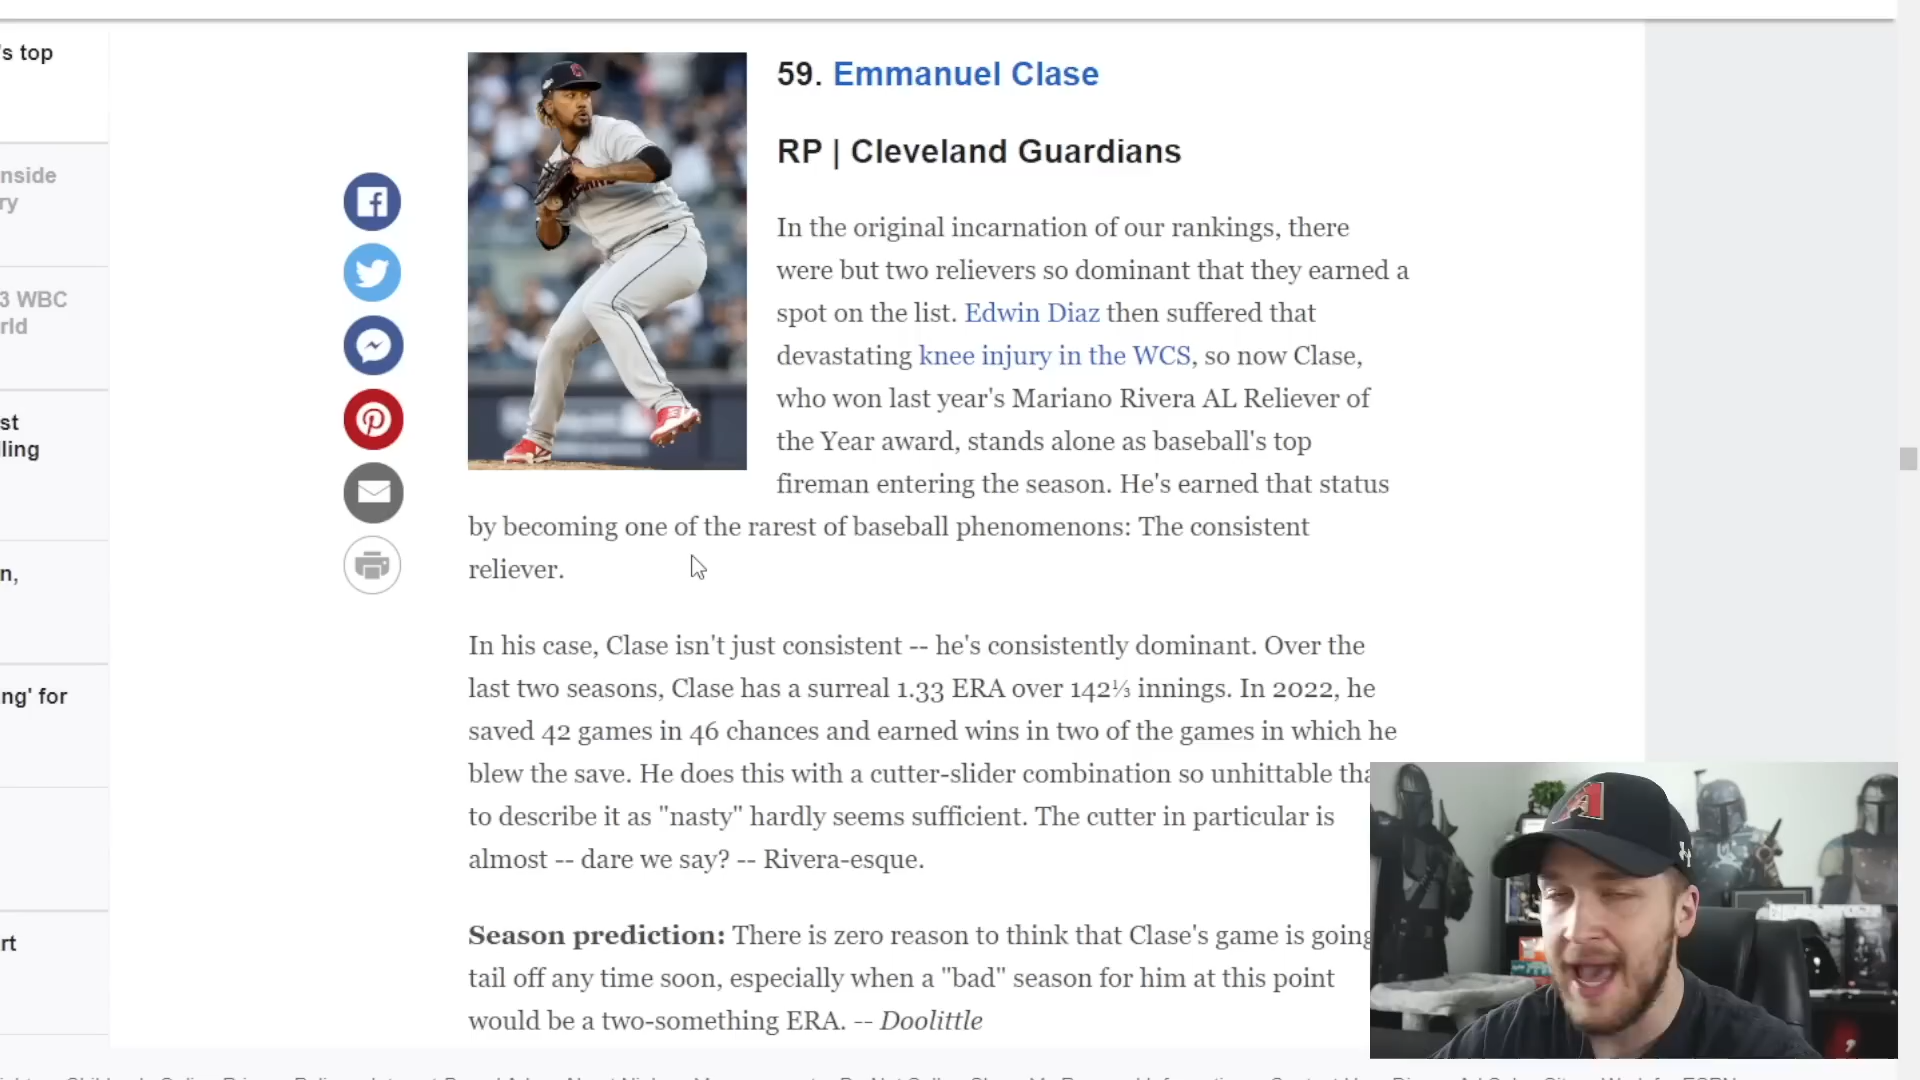 's top
nside
ry
3 WBC
rld
st
ling
n,
ng' for
rt
59. Emmanuel Clase
RP | Cleveland Guardians
In the original incarnation of our rankings, there
were but two relievers so dominant that they earned a
spot on the list. Edwin Diaz then suffered that
devastating knee injury in the WCS, so now Clase,
who won last year's Mariano Rivera AL Reliever of
the Year award, stands alone as baseball's top
fireman entering the season. He's earned that status
by becoming one of the rarest of baseball phenomenons: The consistent
reliever.
In his case, Clase isn't just consistent -- he's consistently dominant. Over the
last two seasons, Clase has a surreal 1.33 ERA over 142⅓ innings. In 2022, he
saved 42 games in 46 chances and earned wins in two of the games in which he
blew the save. He does this with a cutter-slider combination so unhittable tha
to describe it as "nasty" hardly seems sufficient. The cutter in particular is
almost -- dare we say? -- Rivera-esque.
Season prediction: There is zero reason to think that Clase's game is going
tail off any time soon, especially when a "bad" season for him at this point
would be a two-something ERA. -- Doolittle
A